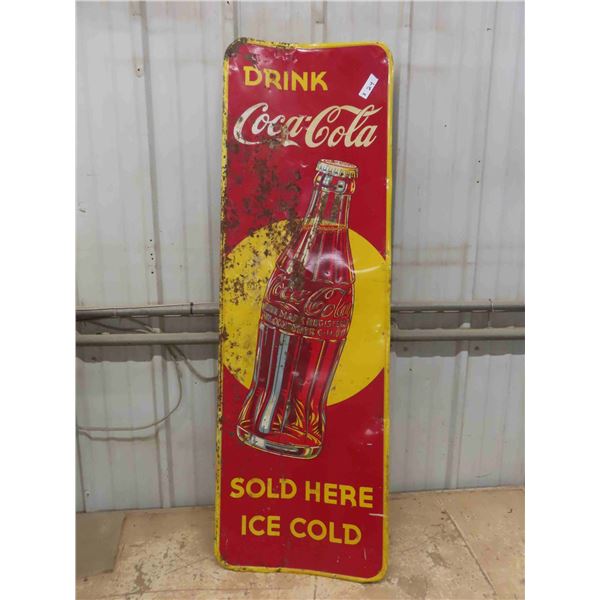 DRINK
Coca-Cola
Coca-Cola
SOLD HERE
ICE COLD